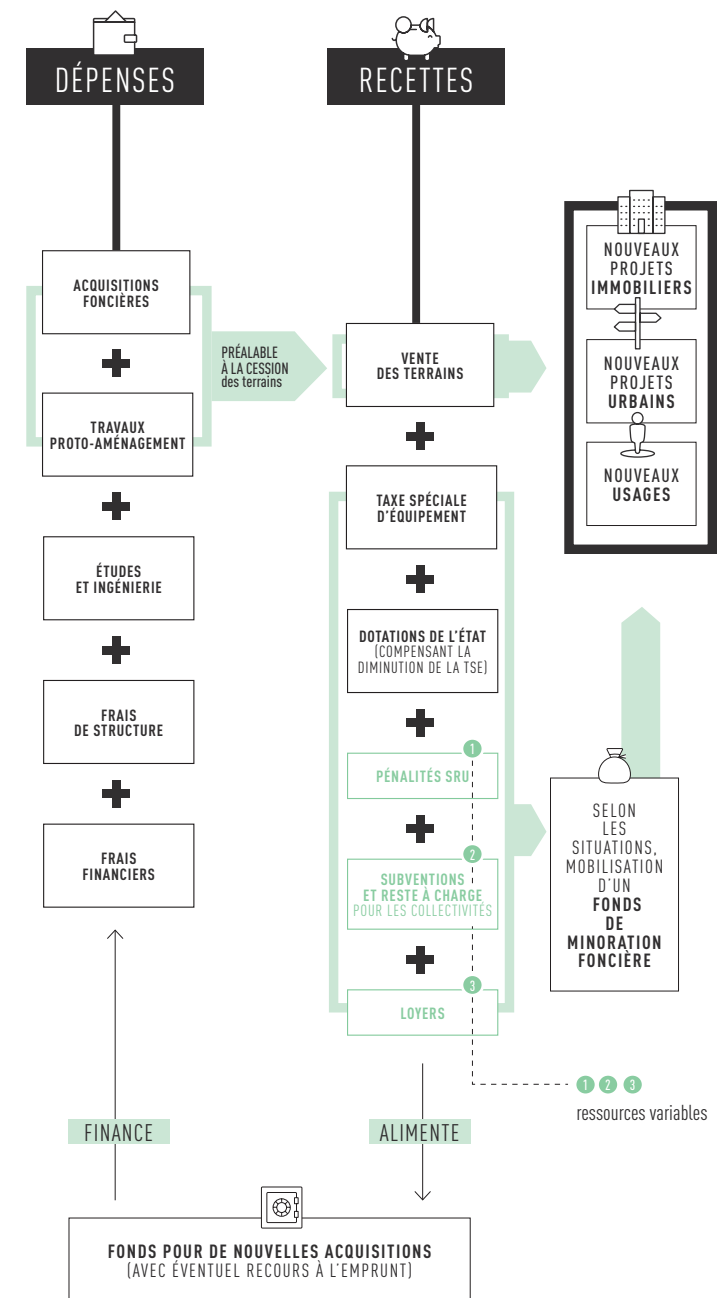 DÉPENSES
ACQUISITIONS
FONCIÈRES
TRAVAUX
PROTO-AMÉNAGEMENT
ÉTUDES
ET INGÉNIERIE
FRAIS
DE STRUCTURE
FRAIS
FINANCIERS
PRÉALABLE
À LA CESSION
des terrains
RECETTES
VENTE
DES TERRAINS
TAXE SPÉCIALE
D'ÉQUIPEMENT
DOTATIONS DE L'ÉTAT
(COMPENSANT LA
DIMINUTION DE LA TSE)
1
PÉNALITÉS SRU
2
SUBVENTIONS
ET RESTE À CHARGE
POUR LES COLLECTIVITÉS
3
LOYERS
NOUVEAUX
PROJETS
IMMOBILIERS
NOUVEAUX
PROJETS
URBAINS
NOUVEAUX
USAGES
SELON
LES
SITUATIONS,
MOBILISATION
D'UN
FONDS
DE
MINORATION
FONCIÈRE
1 2 3
ressources variables
FINANCE
ALIMENTE
FONDS POUR DE NOUVELLES ACQUISITIONS
(AVEC ÉVENTUEL RECOURS À L'EMPRUNT)